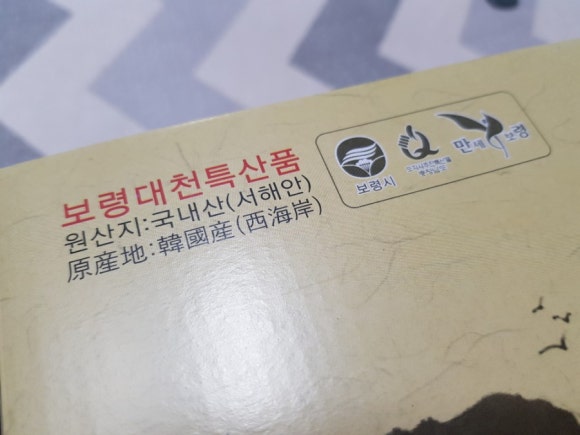 보령대천특산품
원산지:국내산(서해안)
原産地:韓國産(西海岸)
보령시
만세보령